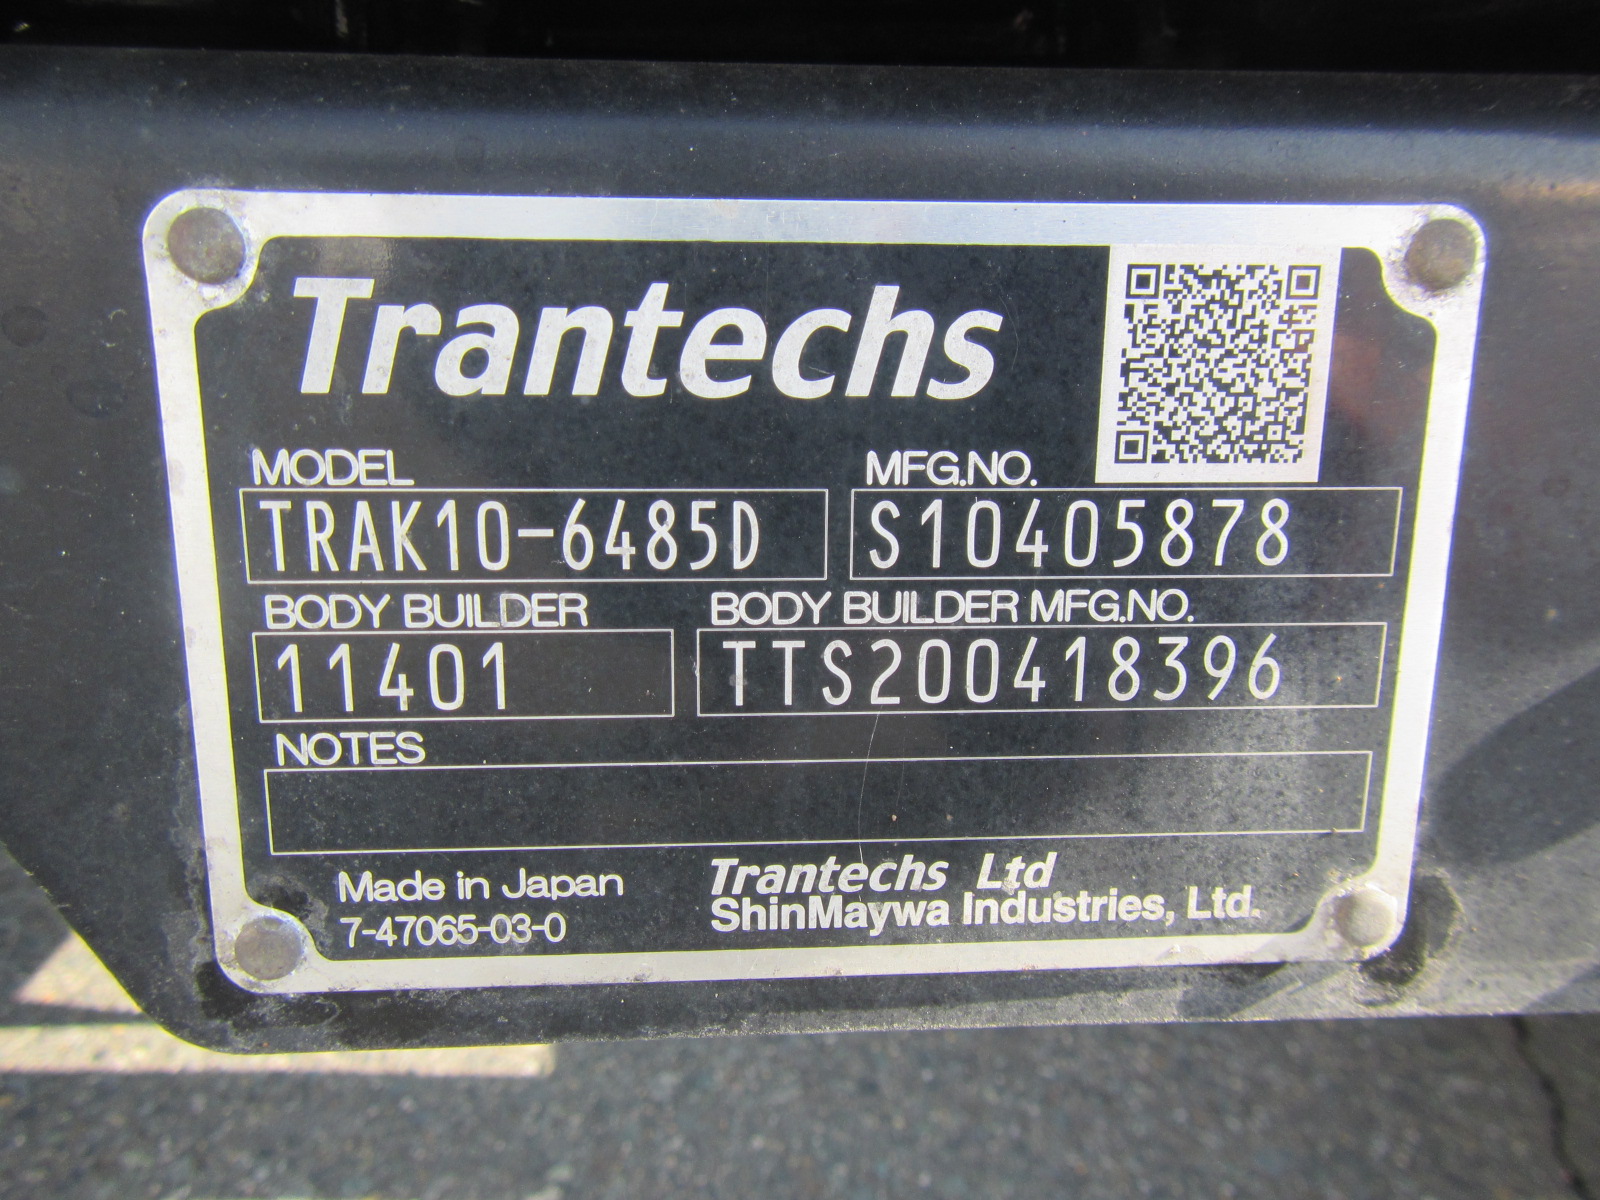 Trantechs
MODEL MFG.NO.
TRAK10-6485D S10405878
BODY BUILDER BODY BUILDER MFG.NO.
11401 TTS200418396
NOTES
Made in Japan Trantechs Ltd
7-47065-03-0 ShinMaywa Industries, Ltd.